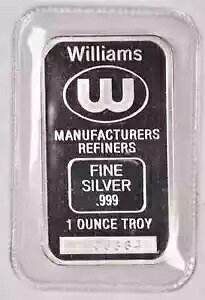 Williams
W
MANUFACTURERS
REFINERS
FINE
SILVER
.999
1 OUNCE TROY